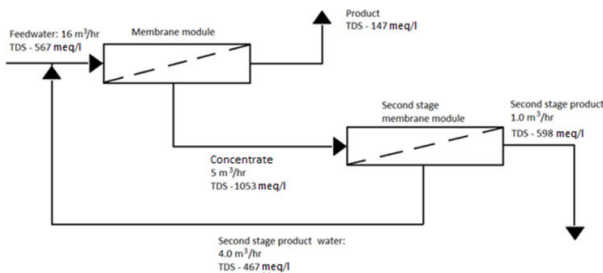 Feedwater: 16 m³/hr
TDS - 567 meq/l
Membrane module
Product
TDS - 147 meq/l
Second stage
membrane module
Second stage product
1.0 m³/hr
TDS - 598 meq/l
Concentrate
5 m³/hr
TDS -1053 meq/l
Second stage product water:
4.0 m³/hr
TDS - 467 meq/l